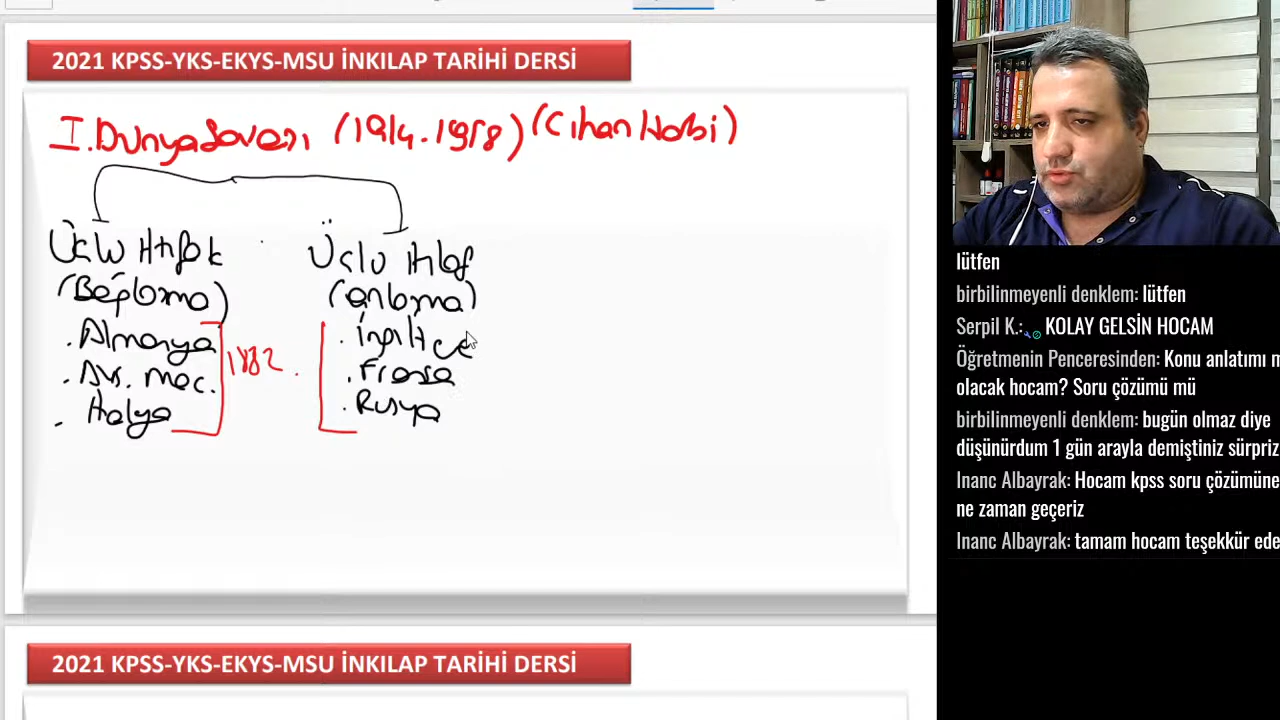 2021 KPSS-YKS-EKYS-MSU İNKILAP TARİHİ DERSİ
I. Dünya Savaşı (1914-1918) (Cihan Harbi)
Üçlü İttifak
(Bağlaşma)
. Almanya
. Avs. Mac.
. İtalya
1882
Üçlü İtilaf
(anlaşma)
. İngiltere
. Fransa
. Rusya
2021 KPSS-YKS-EKYS-MSU İNKILAP TARİHİ DERSİ
lütfen
birbilinmeyenli denklem: lütfen
Serpil K.: KOLAY GELSİN HOCAM
Öğretmenin Penceresinden: Konu anlatımı m
olacak hocam? Soru çözümü mü
birbilinmeyenli denklem: bugün olmaz diye
düşünürdum 1 gün arayla demiştiniz sürpriz
Inanc Albayrak: Hocam kpss soru çözümüne
ne zaman geçeriz
Inanc Albayrak: tamam hocam teşekkür ede